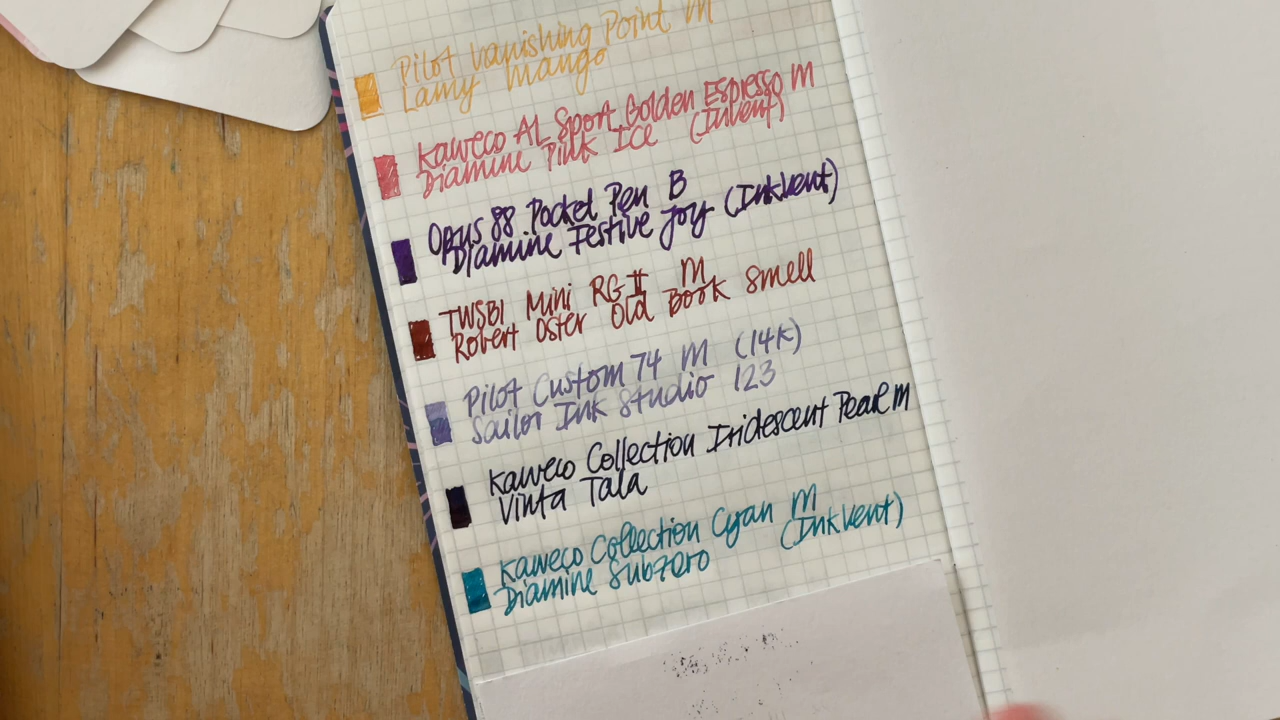 Pilot Vanishing Point M
Lamy Mango
Kaweco AL Sport Golden Espresso M
Diamine Pink Ice (Inkvent)
Opus 88 Pocket Pen B
Diamine Festive Joy (Inkvent)
TWSBI Mini RG II M
Robert Oster Old Book Smell
Pilot Custom 74 M (14K)
Sailor Ink Studio 123
Kaweco Collection Iridescent Pearl M
Vinta Tala
Kaweco Collection Cyan M
Diamine Subzero (Inkvent)